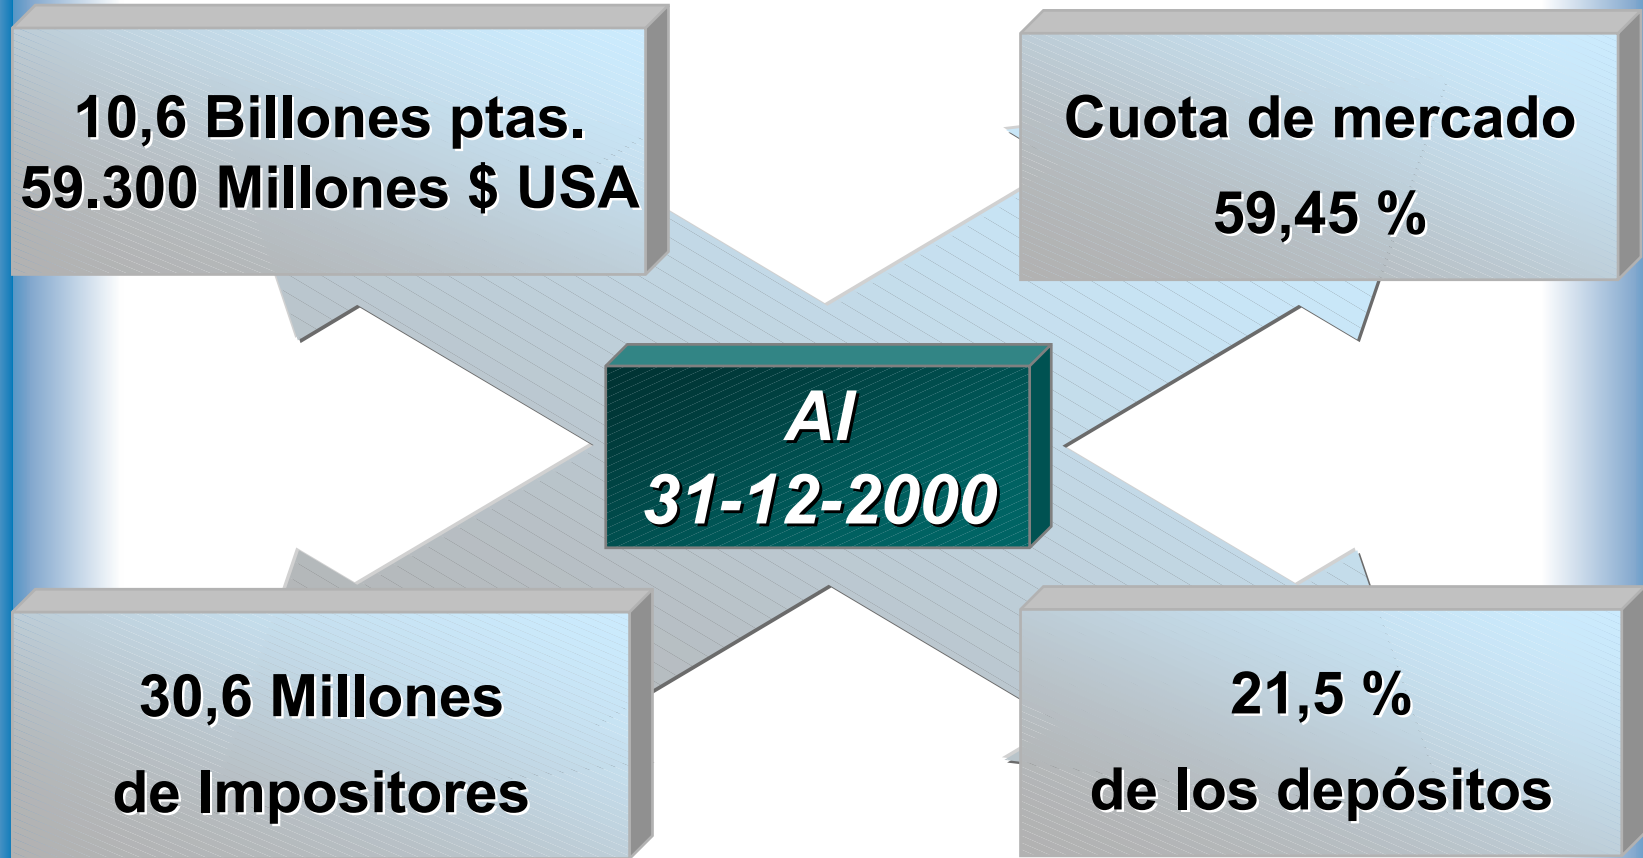 10,6 Billones ptas.
59.300 Millones $ USA
Cuota de mercado
59,45 %
Al
31-12-2000
30,6 Millones
de Impositores
21,5 %
de los depósitos